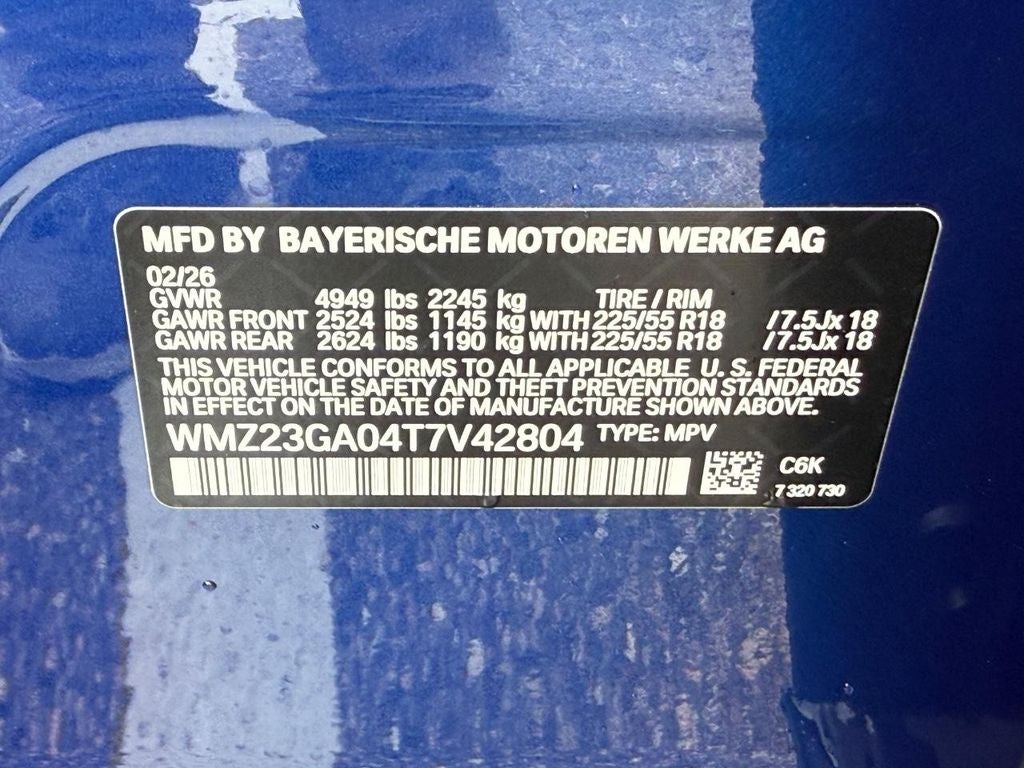 MFD BY BAYERISCHE MOTOREN WERKE AG
02/26
GVWR 4949 lbs 2245 kg TIRE / RIM
GAWR FRONT 2524 lbs 1145 kg WITH 225/55 R18 /7.5Jx 18
GAWR REAR 2624 lbs 1190 kg WITH 225/55 R18 /7.5Jx 18
THIS VEHICLE CONFORMS TO ALL APPLICABLE U. S. FEDERAL
MOTOR VEHICLE SAFETY AND THEFT PREVENTION STANDARDS
IN EFFECT ON THE DATE OF MANUFACTURE SHOWN ABOVE.
WMZ23GA04T7V42804 TYPE: MPV
C6K
7 320 730